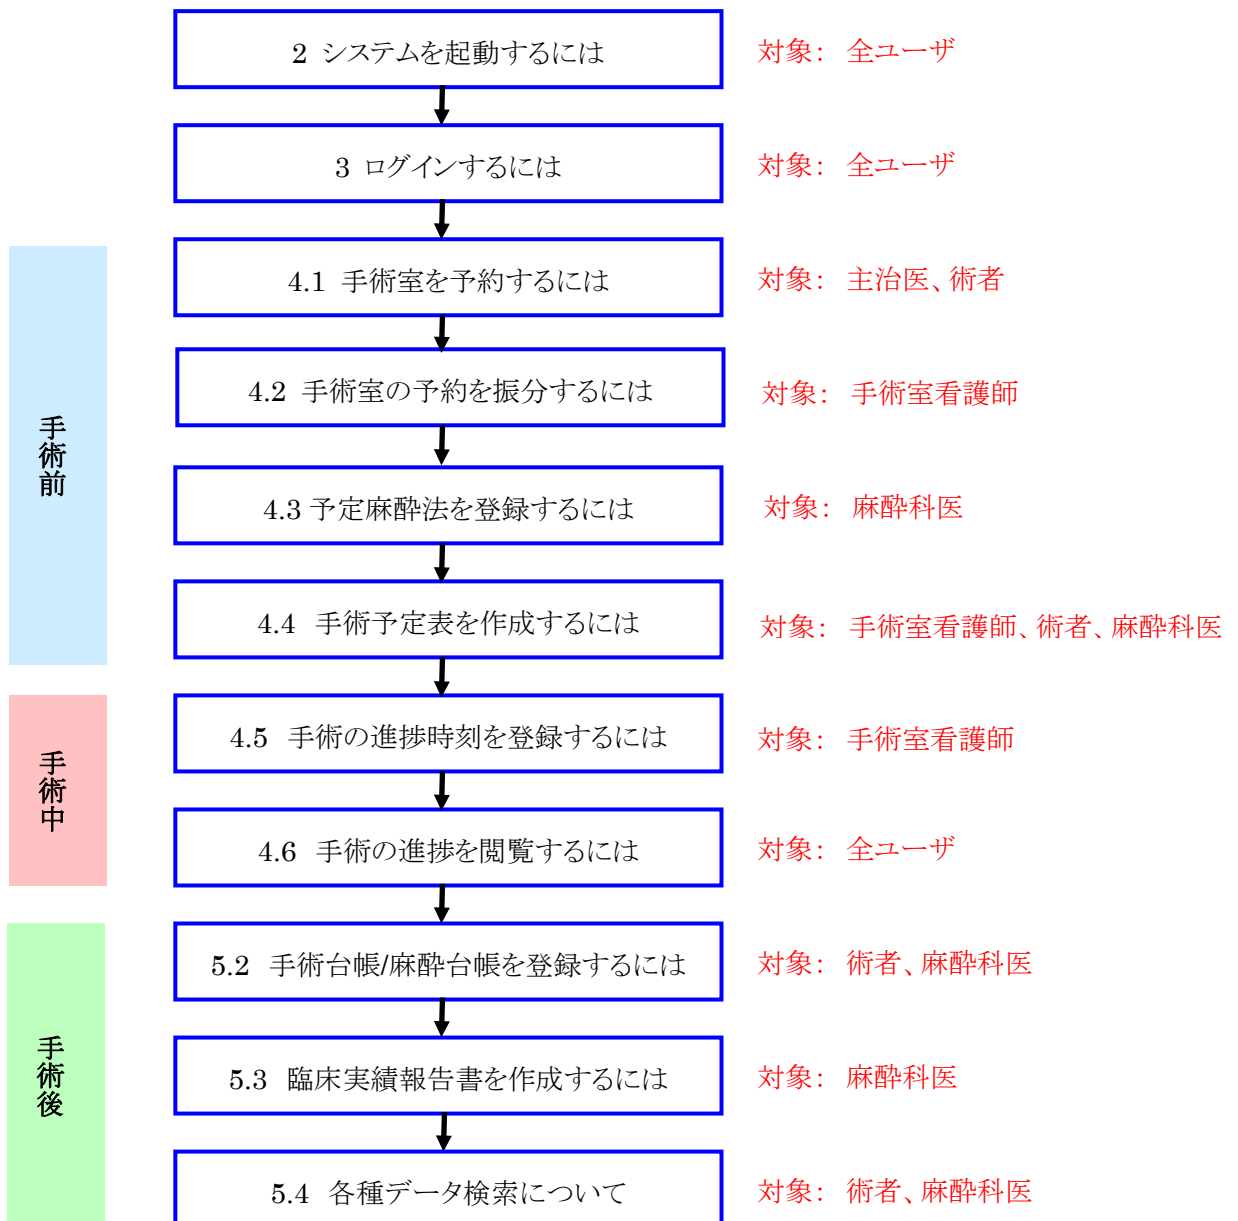 2 システムを起動するには 対象: 全ユーザ
3 ログインするには 対象: 全ユーザ
手術前
4.1 手術室を予約するには 対象: 主治医、術者
4.2 手術室の予約を振分するには 対象: 手術室看護師
4.3 予定麻酔法を登録するには 対象: 麻酔科医
4.4 手術予定表を作成するには 対象: 手術室看護師、術者、麻酔科医
手術中
4.5 手術の進捗時刻を登録するには 対象: 手術室看護師
4.6 手術の進捗を閲覧するには 対象: 全ユーザ
手術後
5.2 手術台帳/麻酔台帳を登録するには 対象: 術者、麻酔科医
5.3 臨床実績報告書を作成するには 対象: 麻酔科医
5.4 各種データ検索について 対象: 術者、麻酔科医